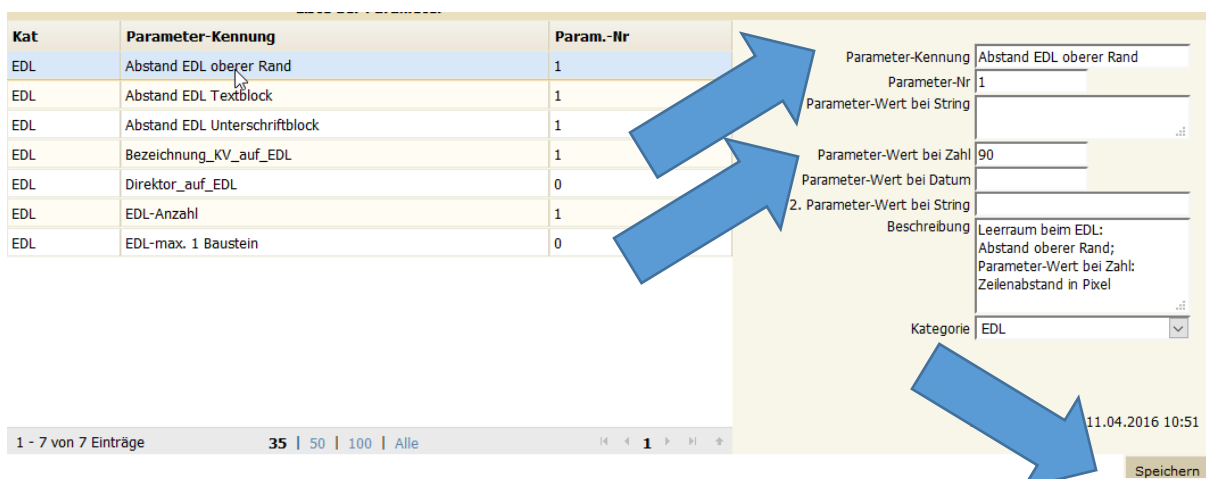 Kat Parameter-Kennung Param.-Nr
EDL Abstand EDL oberer Rand 1
EDL Abstand EDL Textblock 1
EDL Abstand EDL Unterschriftblock 1
EDL Bezeichnung_KV_auf_EDL 1
EDL Direktor_auf_EDL 0
EDL EDL-Anzahl 1
EDL EDL-max. 1 Baustein 0
1 - 7 von 7 Einträge 35 | 50 | 100 | Alle 1
Parameter-Kennung Abstand EDL oberer Rand
Parameter-Nr 1
Parameter-Wert bei String
Parameter-Wert bei Zahl 90
Parameter-Wert bei Datum
2. Parameter-Wert bei String
Beschreibung Leerraum beim EDL:
Abstand oberer Rand;
Parameter-Wert bei Zahl:
Zeilenabstand in Pixel
Kategorie EDL
11.04.2016 10:51
Speichern